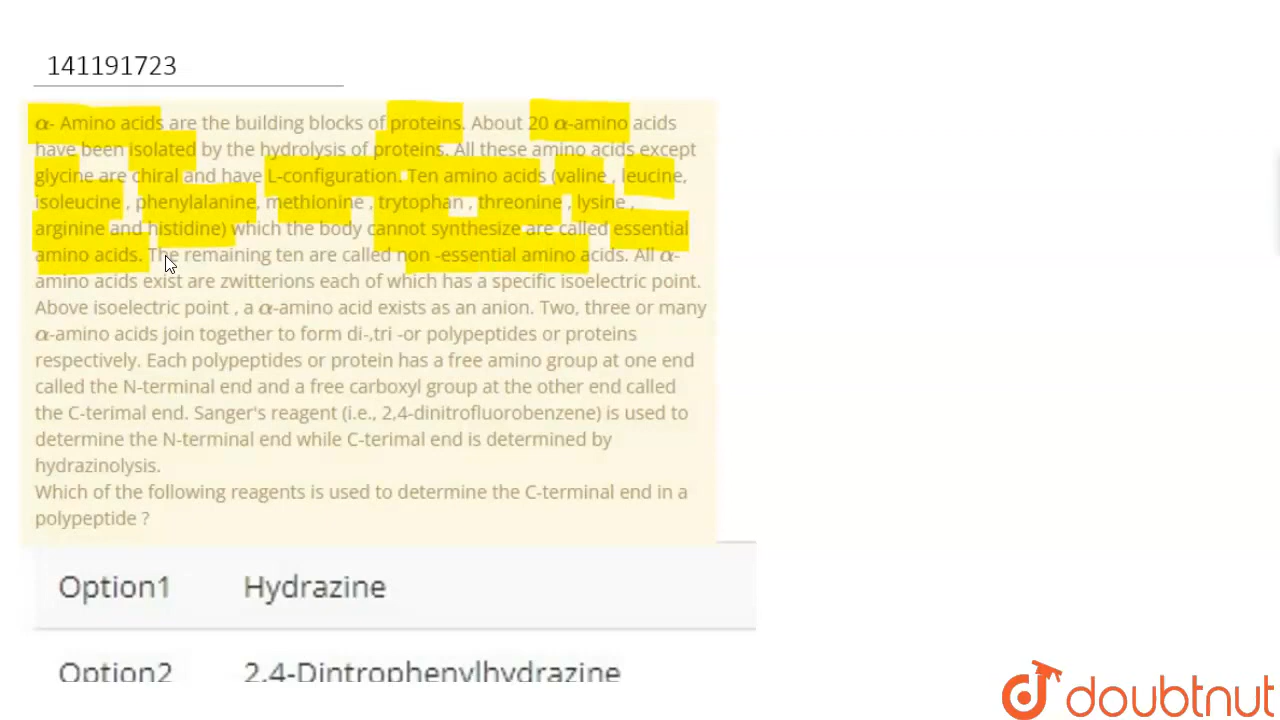 141191723
α- Amino acids are the building blocks of proteins. About 20 α-amino acids
have been isolated by the hydrolysis of proteins. All these amino acids except
glycine are chiral and have L-configuration. Ten amino acids (valine , leucine,
isoleucine , phenylalanine, methlonine , trytophan , threonine , lysine ,
arginine and histidine) which the body cannot synthesize are called essential
amino acids. The remaining ten are called non -essential amino acids. All α-
amino acids exist are zwitterions each of which has a specific isoelectric point.
Above isoelectric point , a α-amino acid exists as an anion. Two, three or many
α-amino acids join together to form di-,tri -or polypeptides or proteins
respectively. Each polypeptides or protein has a free amino group at one end
called the N-terminal end and a free carboxyl group at the other end called
the C-terimal end. Sanger's reagent (i.e., 2,4-dinitrofluorobenzene) is used to
determine the N-terminal end while C-terimal end is determined by
hydrazinolysis.
Which of the following reagents is used to determine the C-terminal end in a
polypeptide ?
Option1 Hydrazine
Option2 2,4-Dintrophenylhydrazine
doubtnut